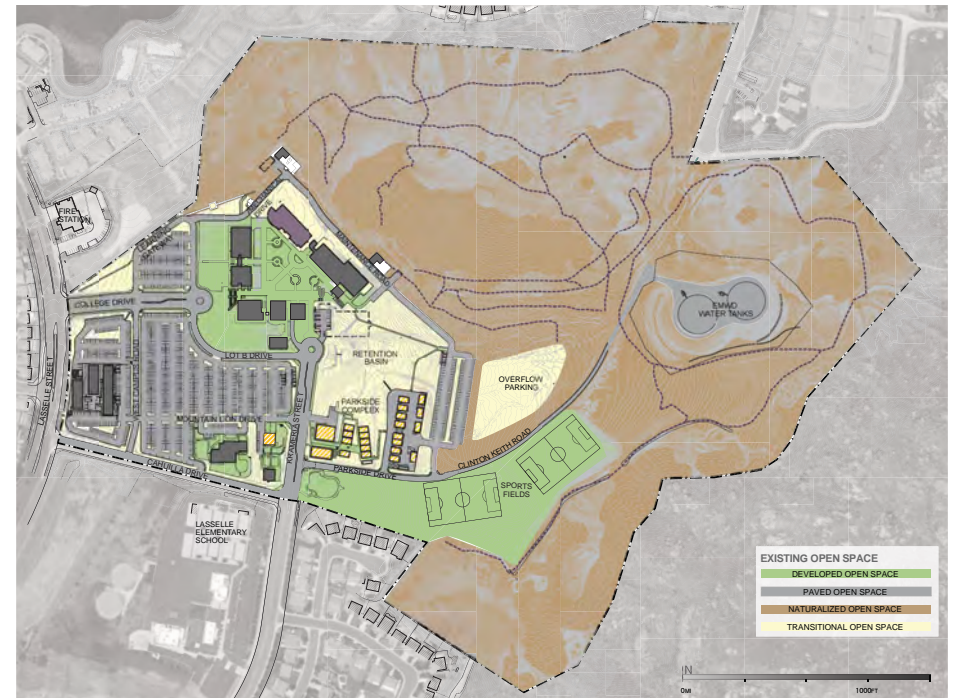 FIRE
STATION
COLLEGE DRIVE
LASSELLE STREET
LOT B DRIVE
MOUNTAIN LION DRIVE
CAHUILLA DRIVE
KRAMERIA STREET
RETENTION
BASIN
PARKSIDE
COMPLEX
PARKSIDE DRIVE
OVERFLOW
PARKING
CLINTON KEITH ROAD
SPORTS
FIELDS
EMWD
WATER TANKS
LASSELLE
ELEMENTARY
SCHOOL
EXISTING OPEN SPACE
DEVELOPED OPEN SPACE
PAVED OPEN SPACE
NATURALIZED OPEN SPACE
TRANSITIONAL OPEN SPACE
N
0MI
1000FT